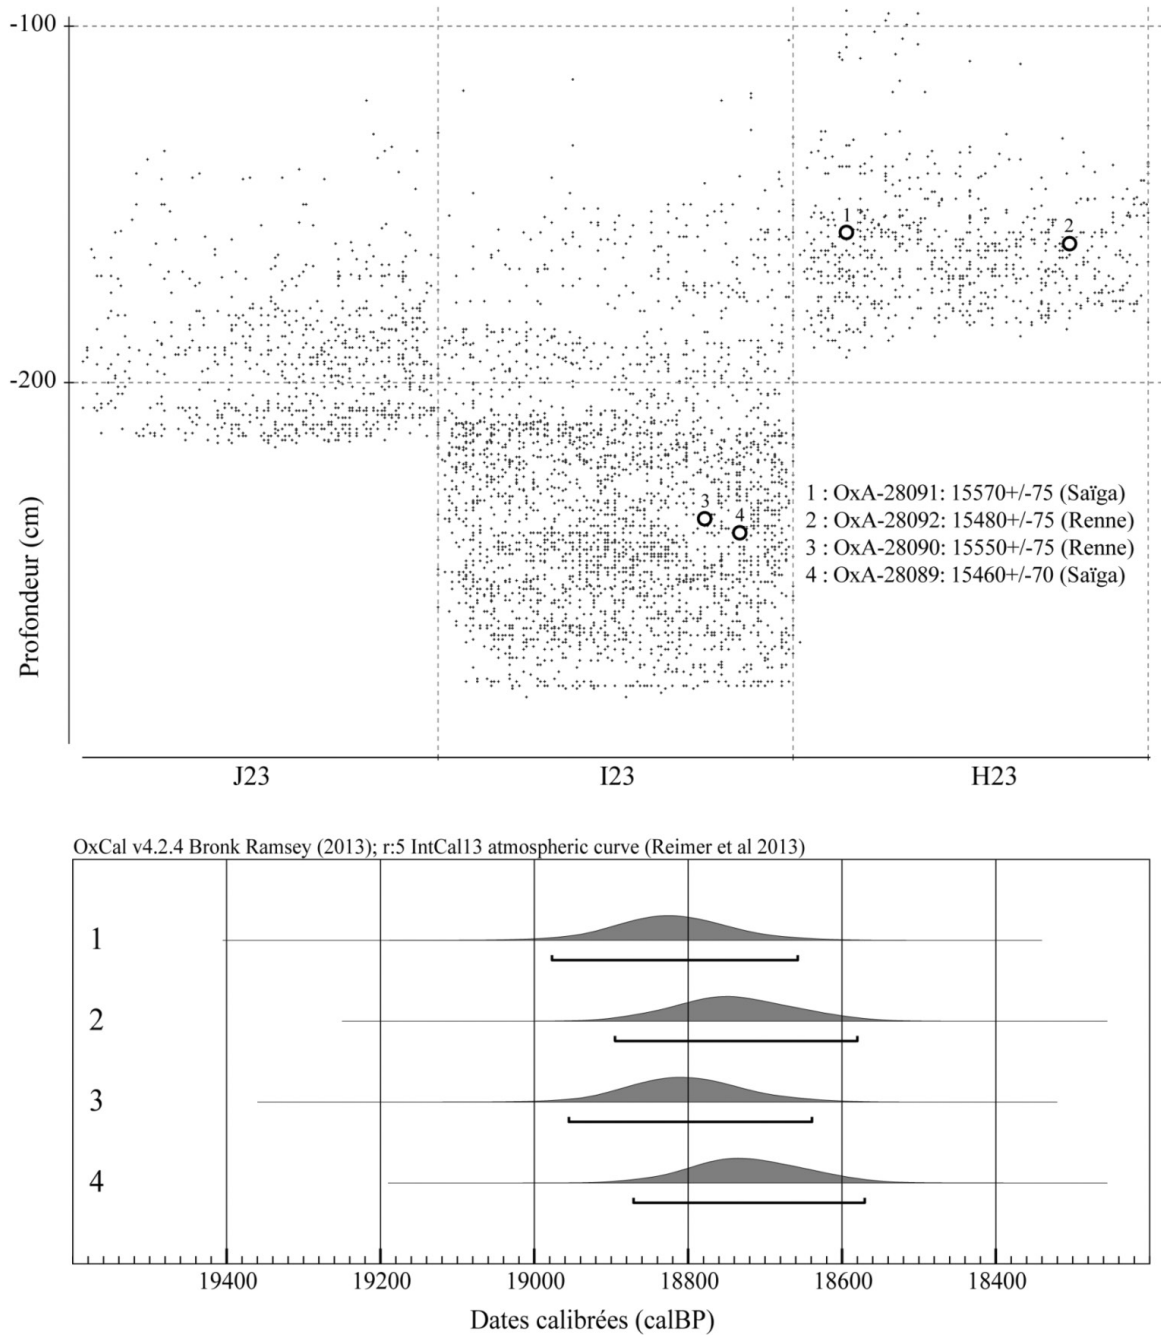 -100
1
2
-200
3
4
1 : OxA-28091: 15570+/-75 (Saïga)
2 : OxA-28092: 15480+/-75 (Renne)
3 : OxA-28090: 15550+/-75 (Renne)
4 : OxA-28089: 15460+/-70 (Saïga)
Profondeur (cm)
J23 I23 H23
OxCal v4.2.4 Bronk Ramsey (2013); r:5 IntCal13 atmospheric curve (Reimer et al 2013)
1
2
3
4
19400 19200 19000 18800 18600 18400
Dates calibrées (calBP)